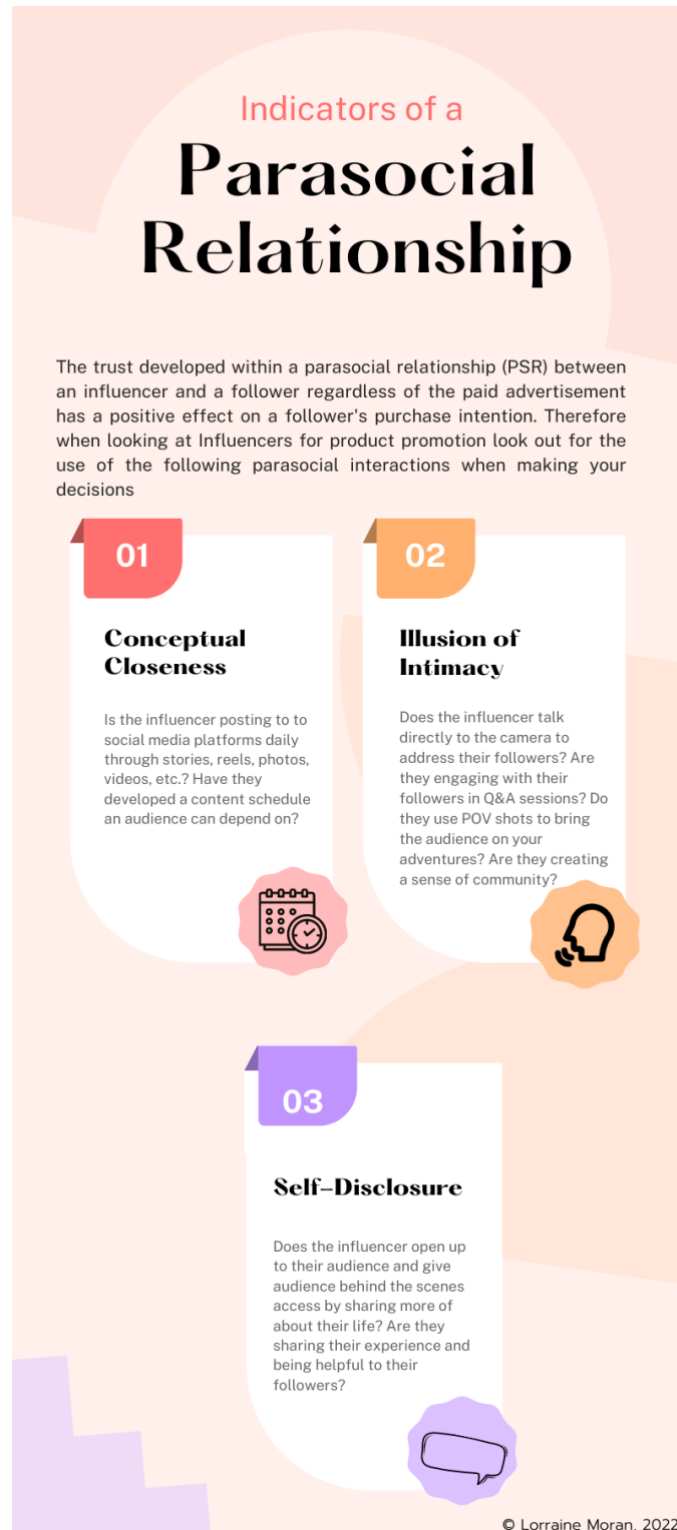 Indicators of a
Parasocial
Relationship
The trust developed within a parasocial relationship (PSR) between
an influencer and a follower regardless of the paid advertisement
has a positive effect on a follower's purchase intention. Therefore
when looking at Influencers for product promotion look out for the
use of the following parasocial interactions when making your
decisions
01
Conceptual
Closeness
Is the influencer posting to to
social media platforms daily
through stories, reels, photos,
videos, etc.? Have they
developed a content schedule
an audience can depend on?
02
Illusion of
Intimacy
Does the influencer talk
directly to the camera to
address their followers? Are
they engaging with their
followers in Q&A sessions? Do
they use POV shots to bring
the audience on your
adventures? Are they creating
a sense of community?
03
Self-Disclosure
Does the influencer open up
to their audience and give
audience behind the scenes
access by sharing more of
about their life? Are they
sharing their experience and
being helpful to their
followers?
© Lorraine Moran, 2022